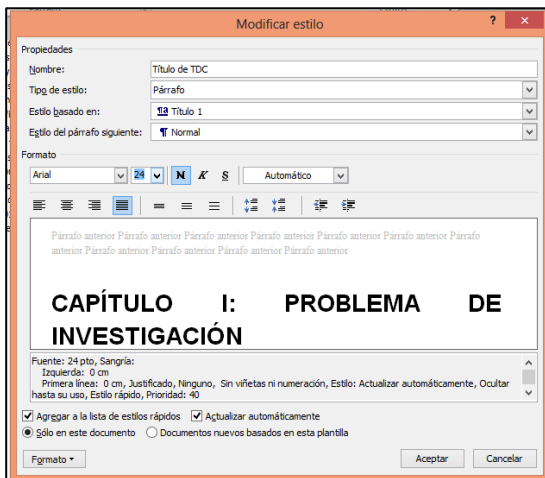 Modificar estilo
? ×
Propiedades
Nombre: Título de TDC
Tipo de estilo: Párrafo
Estilo basado en: ¶a Título 1
Estilo del párrafo siguiente: ¶ Normal
Formato
Arial 24 N K S Automático
Párrafo anterior Párrafo anterior Párrafo anterior Párrafo anterior Párrafo anterior Párrafo anterior Párrafo
anterior Párrafo anterior Párrafo anterior Párrafo anterior Párrafo anterior
CAPÍTULO I: PROBLEMA DE
INVESTIGACIÓN
Fuente: 24 pto, Sangría:
Izquierda: 0 cm
Primera línea: 0 cm, Justificado, Ninguno, Sin viñetas ni numeración, Estilo: Actualizar automáticamente, Ocultar
hasta su uso, Estilo rápido, Prioridad: 40
Agregar a la lista de estilos rápidos Actualizar automáticamente
Sólo en este documento Documentos nuevos basados en esta plantilla
Formato Aceptar Cancelar